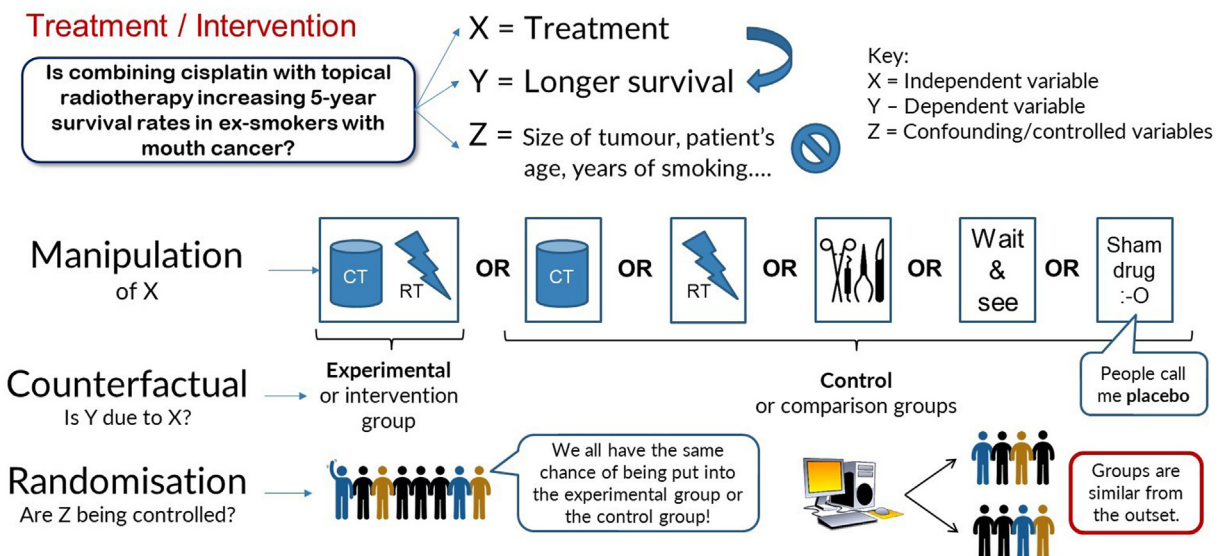 Treatment / Intervention
Is combining cisplatin with topical
radiotherapy increasing 5-year
survival rates in ex-smokers with
mouth cancer?
X = Treatment
Y = Longer survival
Z = Size of tumour, patient's
age, years of smoking....
Key:
X = Independent variable
Y – Dependent variable
Z = Confounding/controlled variables
Manipulation
of X
CT
RT
OR
CT
OR
RT
OR
OR
Wait
&
see
OR
Sham
drug
:-O
People call
me placebo
Counterfactual
Is Y due to X?
Experimental
or intervention
group
Control
or comparison groups
Randomisation
Are Z being controlled?
We all have the same
chance of being put into
the experimental group or
the control group!
Groups are
similar from
the outset.